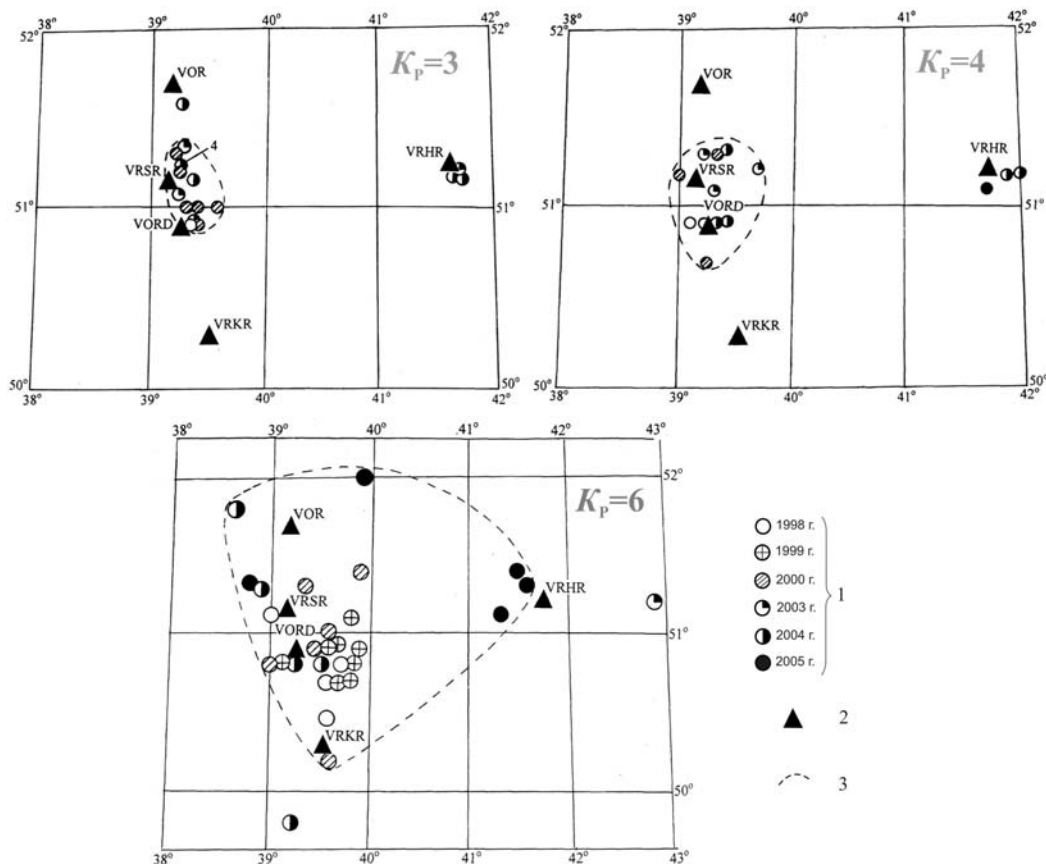 38° 39° 40° 41° 42°
52° 52°
Kp=3
VOR
4
VRSR
VRHR
51° 51°
VORD
VRKR
50° 50°
38° 39° 40° 41° 42°
38° 39° 40° 41° 42°
52° 52°
Kp=4
VOR
VRSR
VRHR
VORD
51° 51°
VRKR
50° 50°
38° 39° 40° 41° 42°
38° 39° 40° 41° 42° 43°
52°
Kp=6
VOR
VRSR
VRHR
VORD
51°
VRKR
50°
38° 39° 40° 41° 42° 43°
1998 г.
1999 г.
2000 г.
2003 г.
2004 г.
2005 г.
1
2
3